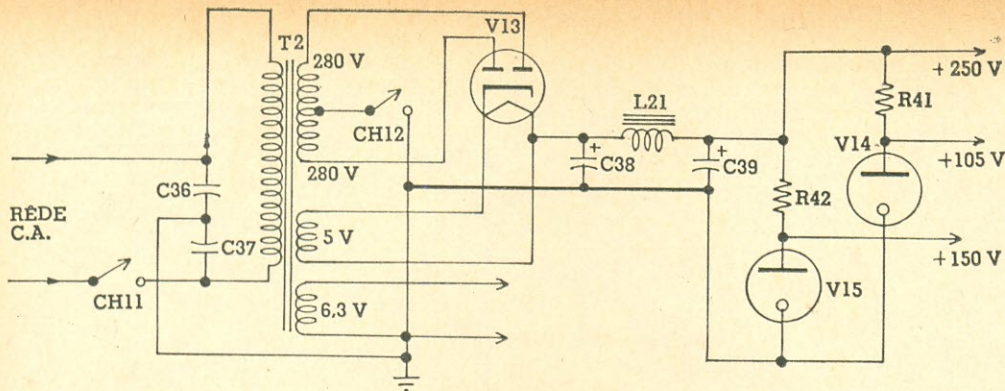 T2
V13
280 V
CH12
280 V
L21
+
C38
+
C39
+250 V
R41
V14
+105 V
R42
+150 V
V15
C36
RÊDE
C.A.
C37
CH11
5 V
6,3 V